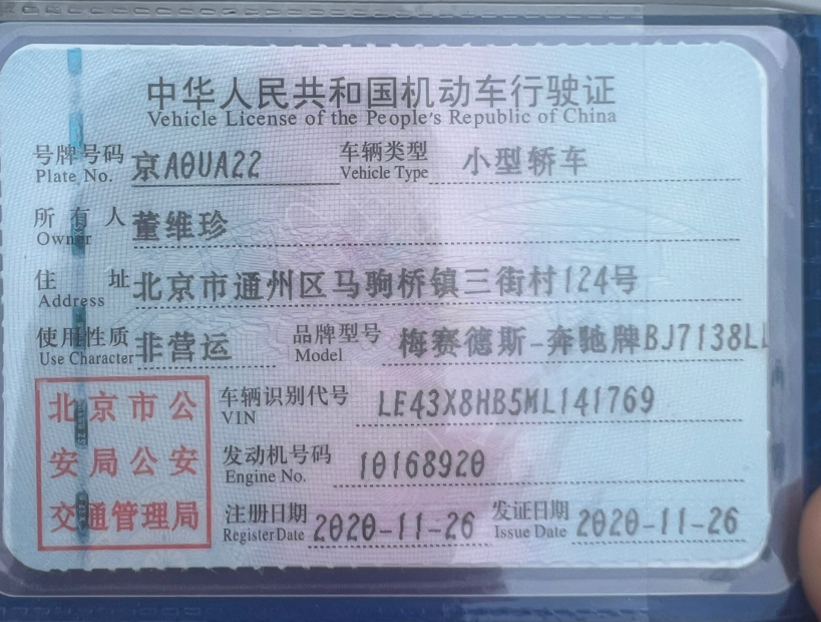 中华人民共和国机动车行驶证
Vehicle License of the People's Republic of China
号牌号码 京A0UA22 车辆类型 小型轿车
Plate No. Vehicle Type
所有人 董维珍
Owner
住址 北京市通州区马驹桥镇三街村124号
Address
使用性质 非营运 品牌型号 梅赛德斯-奔驰牌BJ7138L
Use Character Model
北京市公 车辆识别代号 LE43X8HB5ML141769
VIN
安局公安 发动机号码 10168920
Engine No.
交通管理局 注册日期 2020-11-26 发证日期 2020-11-26
Register Date Issue Date